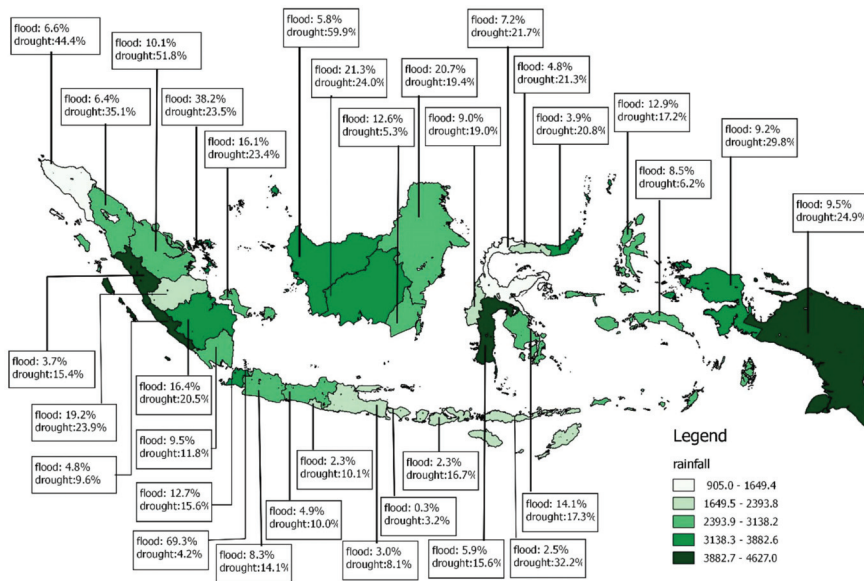 flood: 6.6%
drought:44.4%
flood: 10.1%
drought:51.8%
flood: 5.8%
drought:59.9%
flood: 7.2%
drought:21.7%
flood: 21.3%
drought:24.0%
flood: 20.7%
drought:19.4%
flood: 4.8%
drought:21.3%
flood: 6.4%
drought:35.1%
flood: 38.2%
drought:23.5%
flood: 12.6%
drought:5.3%
flood: 9.0%
drought:19.0%
flood: 3.9%
drought:20.8%
flood: 12.9%
drought:17.2%
flood: 9.2%
drought:29.8%
flood: 16.1%
drought:23.4%
flood: 8.5%
drought:6.2%
flood: 9.5%
drought:24.9%
flood: 3.7%
drought:15.4%
flood: 16.4%
drought:20.5%
flood: 19.2%
drought:23.9%
flood: 9.5%
drought:11.8%
flood: 4.8%
drought:9.6%
flood: 2.3%
drought:10.1%
flood: 2.3%
drought:16.7%
flood: 12.7%
drought:15.6%
flood: 4.9%
drought:10.0%
flood: 0.3%
drought:3.2%
flood: 14.1%
drought:17.3%
flood: 69.3%
drought:4.2%
flood: 8.3%
drought:14.1%
flood: 3.0%
drought:8.1%
flood: 5.9%
drought:15.6%
flood: 2.5%
drought:32.2%
Legend
rainfall
905.0 - 1649.4
1649.5 - 2393.8
2393.9 - 3138.2
3138.3 - 3882.6
3882.7 - 4627.0